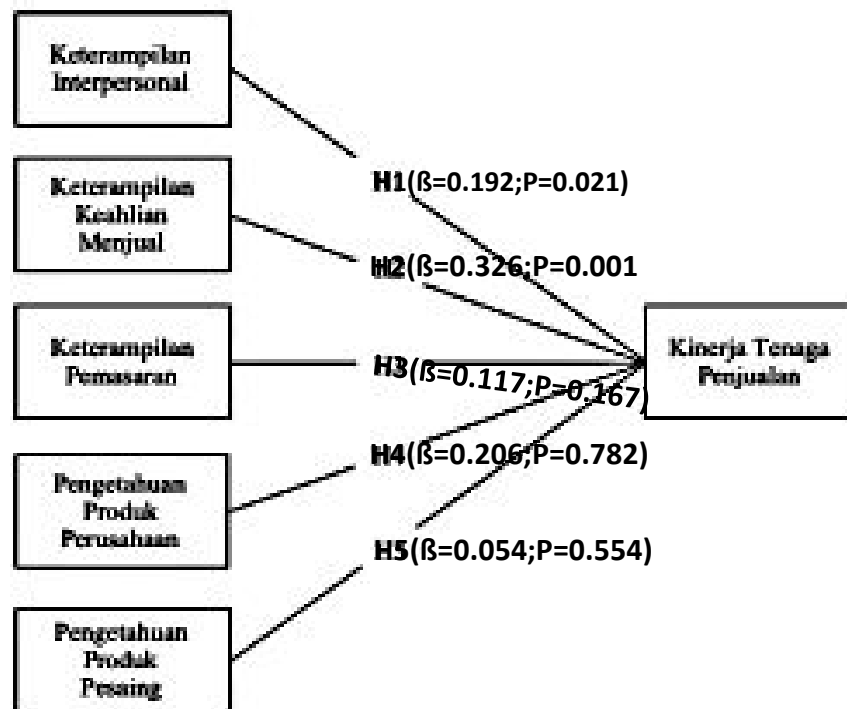 Keterampilan
Interpersonal
H1(ß=0.192;P=0.021)
Keterampilan
Keahlian
Menjual
H2(ß=0.326;P=0.001
Keterampilan
Pemasaran
H3(ß=0.117;P=0.167)
Kinerja Tenaga
Penjualan
H4(ß=0.206;P=0.782)
Pengetahuan
Produk
Perusahaan
H5(ß=0.054;P=0.554)
Pengetahuan
Produk
Pesaing